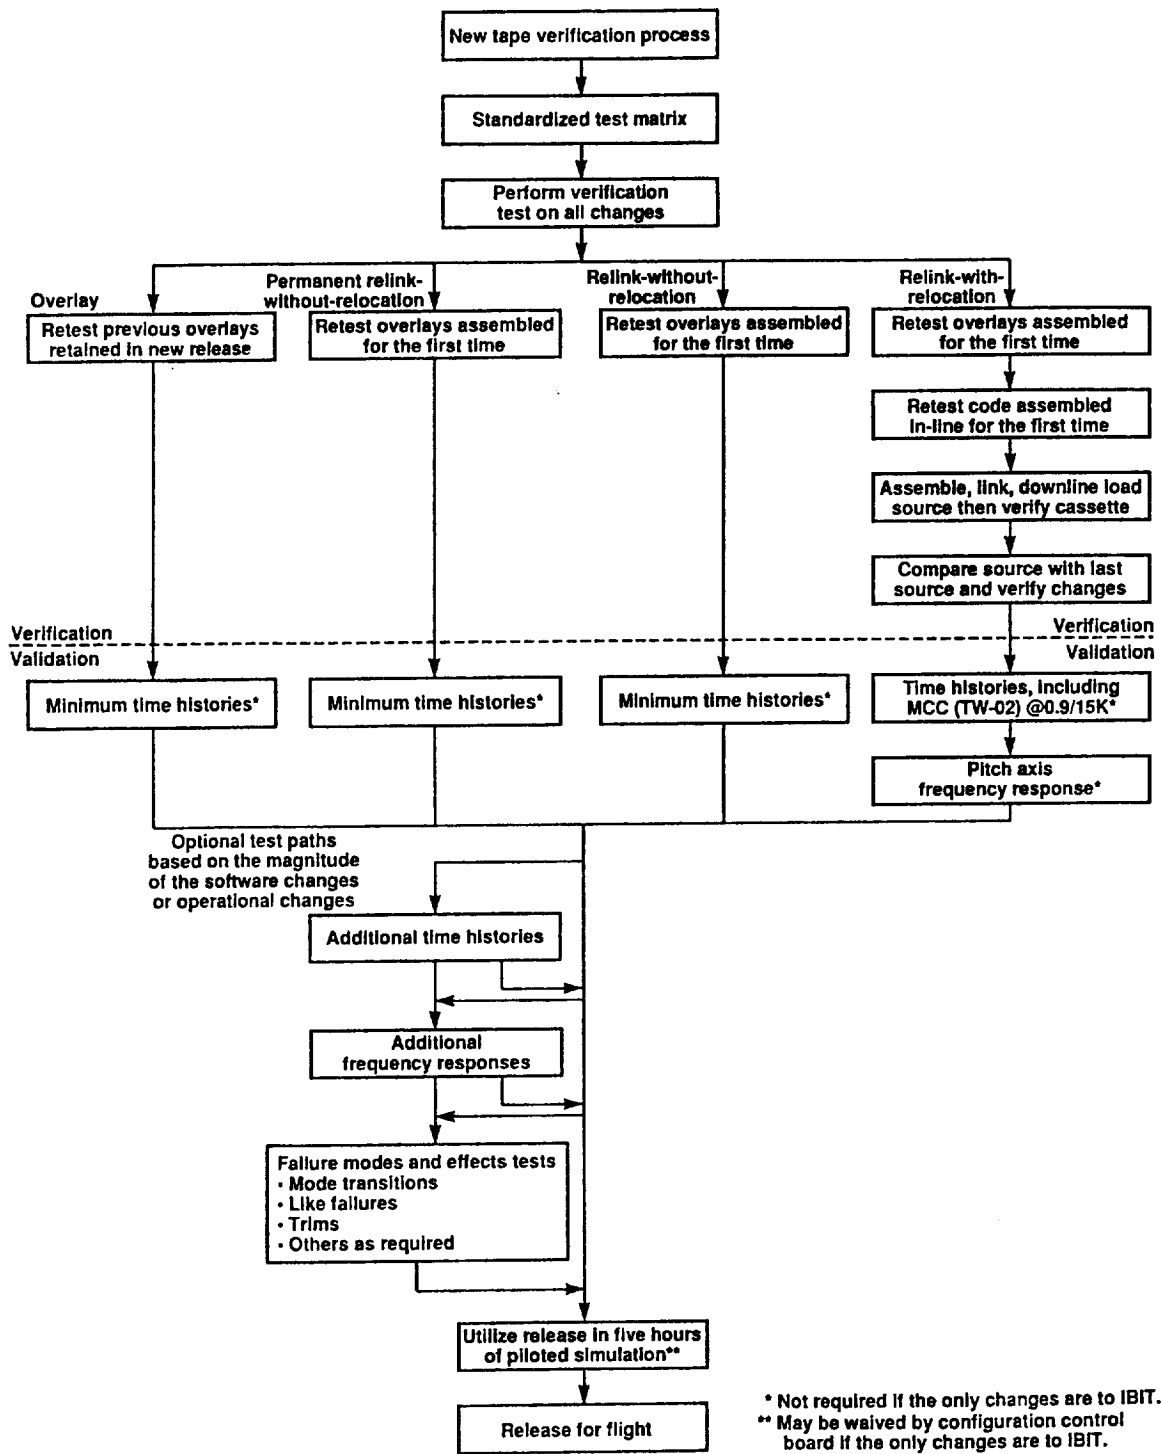 New tape verification process
Standardized test matrix
Perform verification
test on all changes
Overlay
Permanent relink-
without-relocation
Relink-without-
relocation
Relink-with-
relocation
Retest previous overlays
retained in new release
Retest overlays assembled
for the first time
Retest overlays assembled
for the first time
Retest overlays assembled
for the first time
Retest code assembled
in-line for the first time
Assemble, link, downline load
source then verify cassette
Compare source with last
source and verify changes
Verification
Validation
Verification
Validation
Minimum time histories*
Minimum time histories*
Minimum time histories*
Time histories, including
MCC (TW-02) @0.9/15K*
Pitch axis
frequency response*
Optional test paths
based on the magnitude
of the software changes
or operational changes
Additional time histories
Additional
frequency responses
Failure modes and effects tests
• Mode transitions
• Like failures
• Trims
• Others as required
Utilize release in five hours
of piloted simulation**
Release for flight
* Not required if the only changes are to IBIT.
** May be waived by configuration control
board if the only changes are to IBIT.